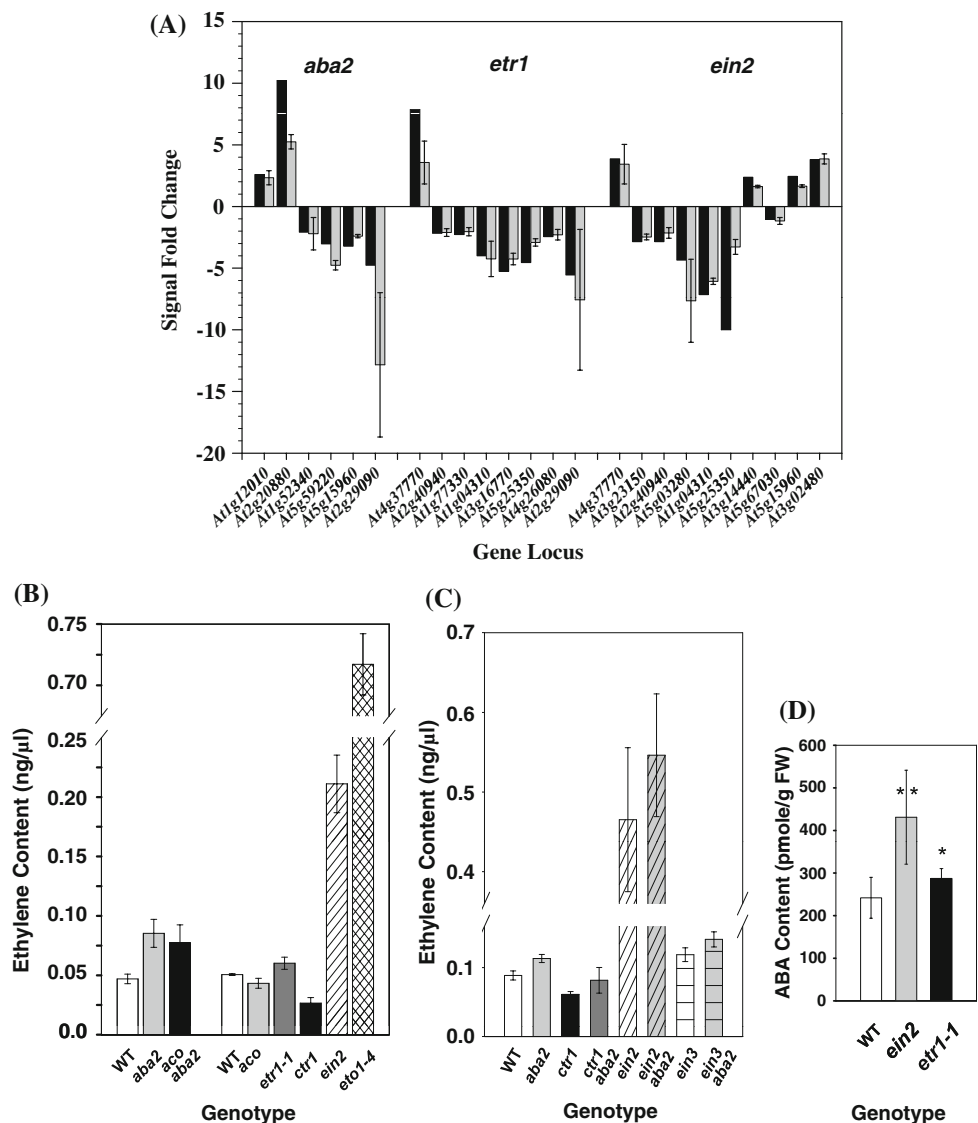 (A)
aba2
etr1
ein2
Signal Fold Change
15
10
5
0
-5
-10
-15
-20
At1g12010
At2g20880
At1g52340
At5g59220
At5g15960
At2g29090
At4g37770
At2g40940
At1g77330
At1g04310
At3g16770
At5g25350
At4g26080
At2g29090
At4g37770
At3g23150
At2g40940
At5g03280
At1g04310
At5g25350
At3g14440
At5g67030
At5g15960
At3g02480
Gene Locus
(B)
Ethylene Content (ng/µl)
0.75
0.70
0.25
0.20
0.15
0.10
0.05
0.0
WT
aba2
aco aba2
WT
aco
etr1-1
ctr1
ein2
eto1-4
Genotype
(C)
Ethylene Content (ng/µl)
0.7
0.6
0.5
0.4
0.1
0.0
WT
aba2
ctr1
ctr1 aba2
ein2
ein2 aba2
ein3
ein3 aba2
Genotype
(D)
ABA Content (pmole/g FW)
600
500
400
300
200
100
0
**
*
WT
ein2
etr1-1
Genotype